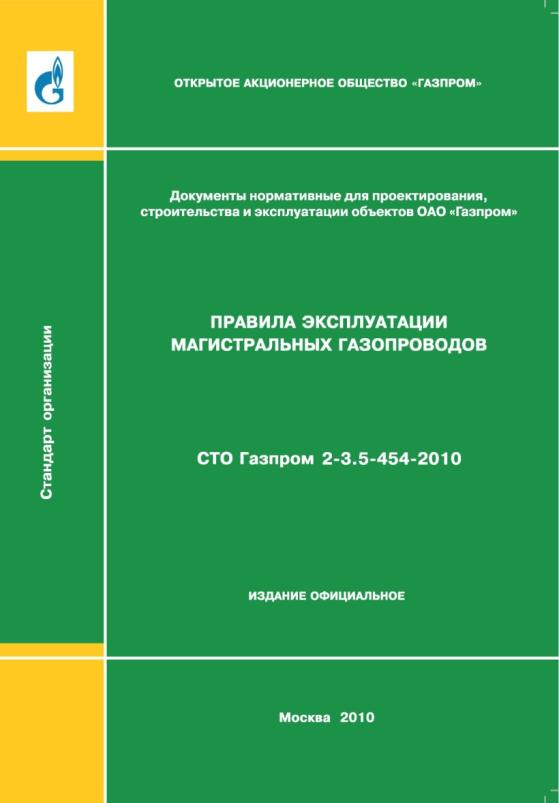 ОТКРЫТОЕ АКЦИОНЕРНОЕ ОБЩЕСТВО «ГАЗПРОМ»
Документы нормативные для проектирования,
строительства и эксплуатации объектов ОАО «Газпром»
Стандарт организации
ПРАВИЛА ЭКСПЛУАТАЦИИ
МАГИСТРАЛЬНЫХ ГАЗОПРОВОДОВ
СТО Газпром 2-3.5-454-2010
ИЗДАНИЕ ОФИЦИАЛЬНОЕ
Москва 2010